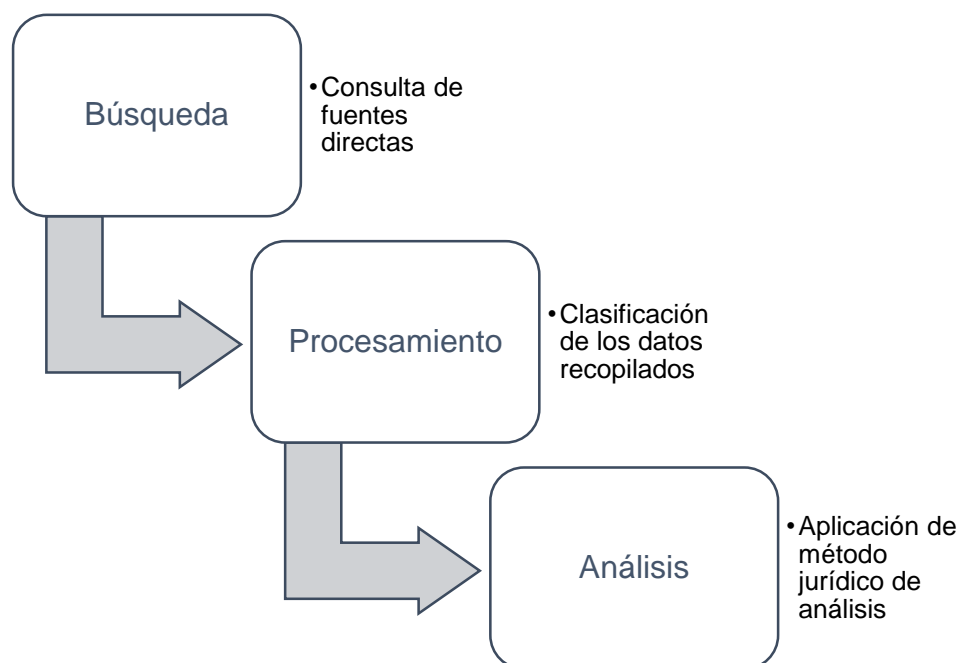 Búsqueda
•Consulta de
fuentes
directas
Procesamiento
•Clasificación
de los datos
recopilados
Análisis
•Aplicación de
método
jurídico de
análisis